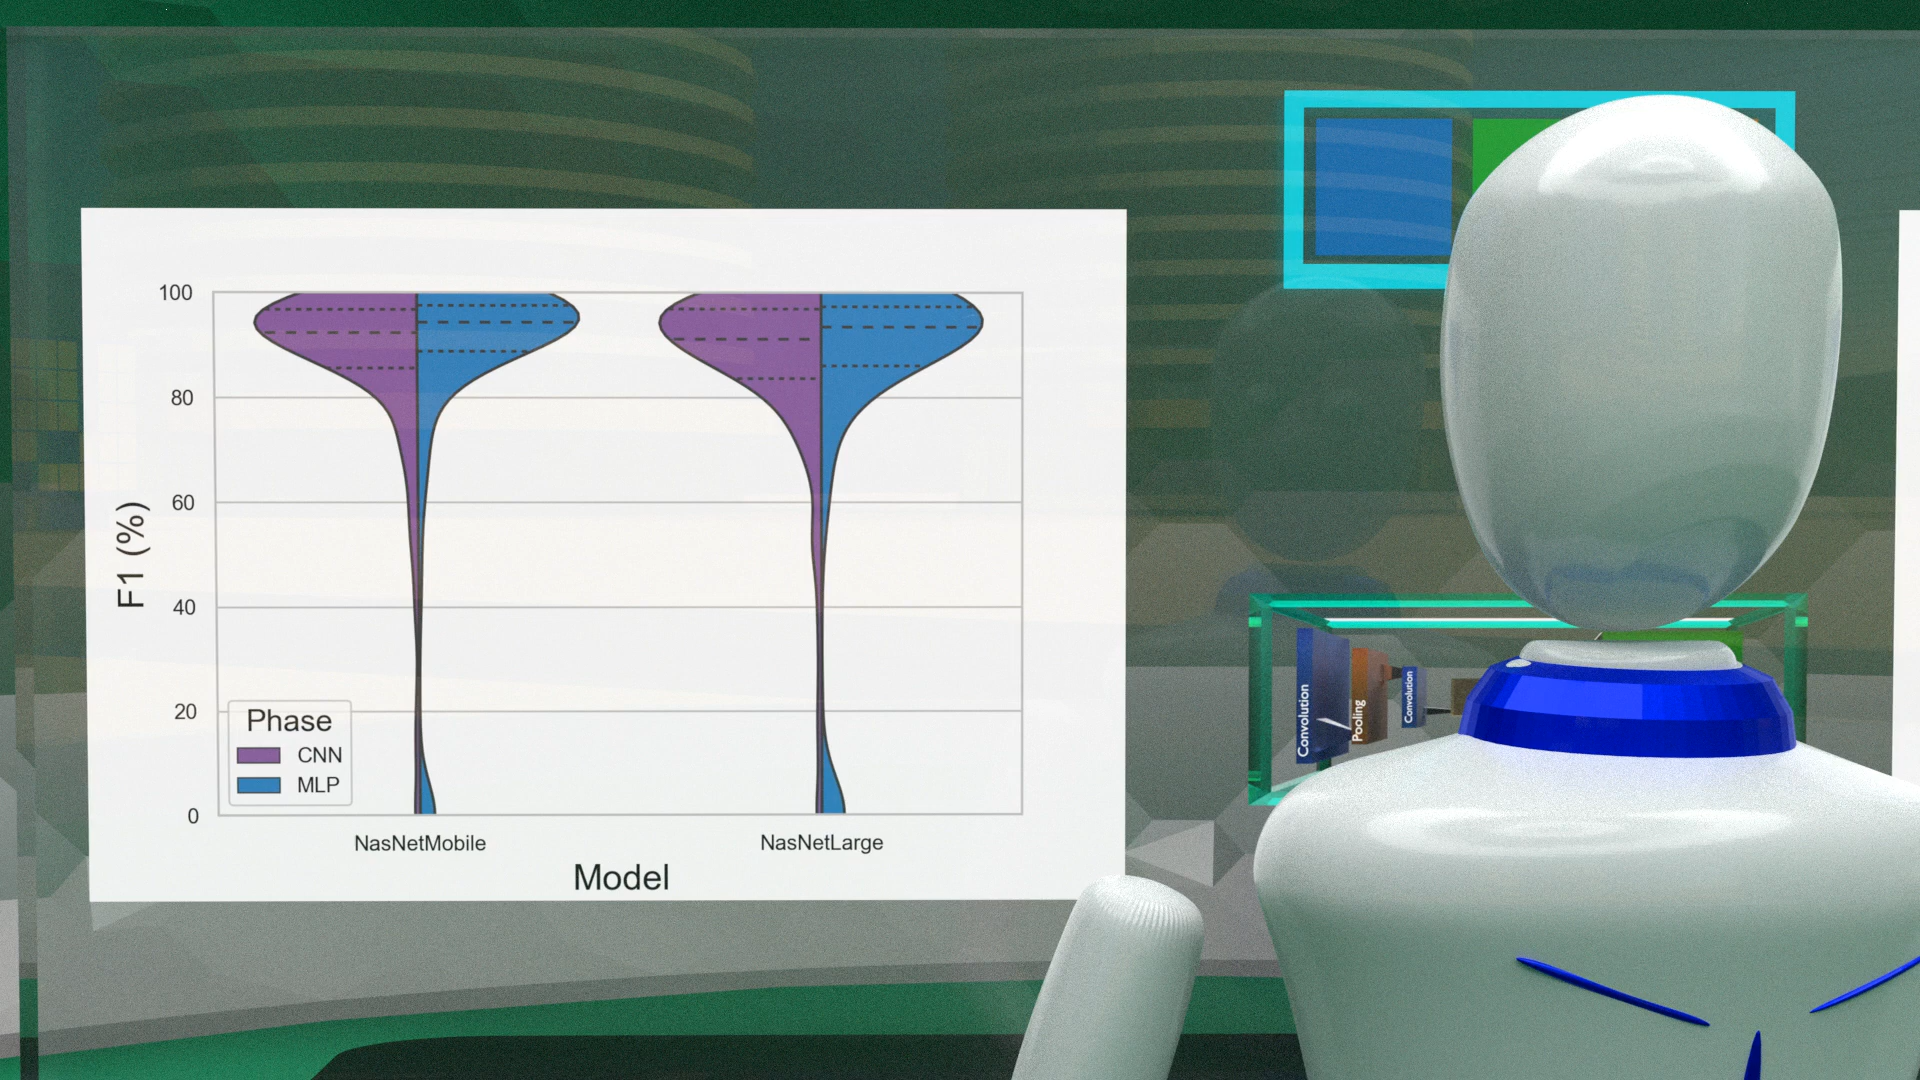 100
80
60
40
20
0
F1 (%)
Phase
CNN
MLP
NasNetMobile
NasNetLarge
Model
Convolution
Pooling
Convolution